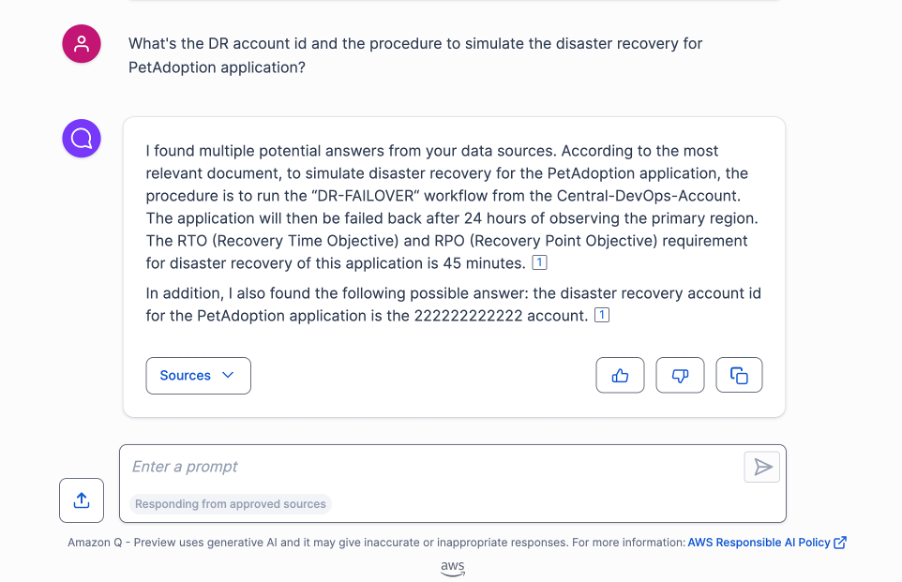 What's the DR account id and the procedure to simulate the disaster recovery for
PetAdoption application?
I found multiple potential answers from your data sources. According to the most
relevant document, to simulate disaster recovery for the PetAdoption application, the
procedure is to run the “DR-FAILOVER” workflow from the Central-DevOps-Account.
The application will then be failed back after 24 hours of observing the primary region.
The RTO (Recovery Time Objective) and RPO (Recovery Point Objective) requirement
for disaster recovery of this application is 45 minutes. 1
In addition, I also found the following possible answer: the disaster recovery account id
for the PetAdoption application is the 222222222222 account. 1
Sources
Enter a prompt
Responding from approved sources
Amazon Q - Preview uses generative AI and it may give inaccurate or inappropriate responses. For more information: AWS Responsible AI Policy
aws